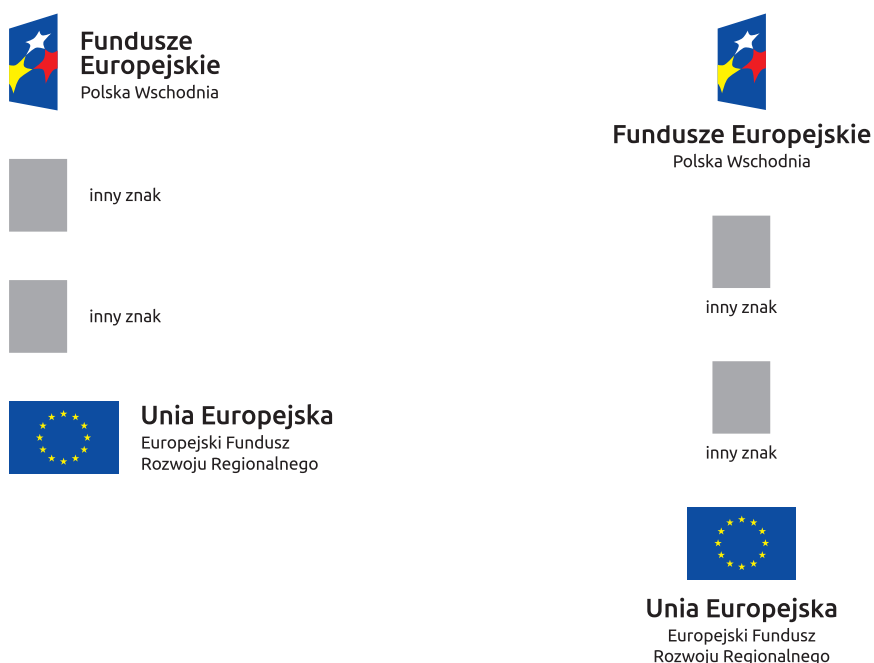 Fundusze
Europejskie
Polska Wschodnia
inny znak
inny znak
Unia Europejska
Europejski Fundusz
Rozwoju Regionalnego
Fundusze Europejskie
Polska Wschodnia
inny znak
inny znak
Unia Europejska
Europejski Fundusz
Rozwoju Regionalnego